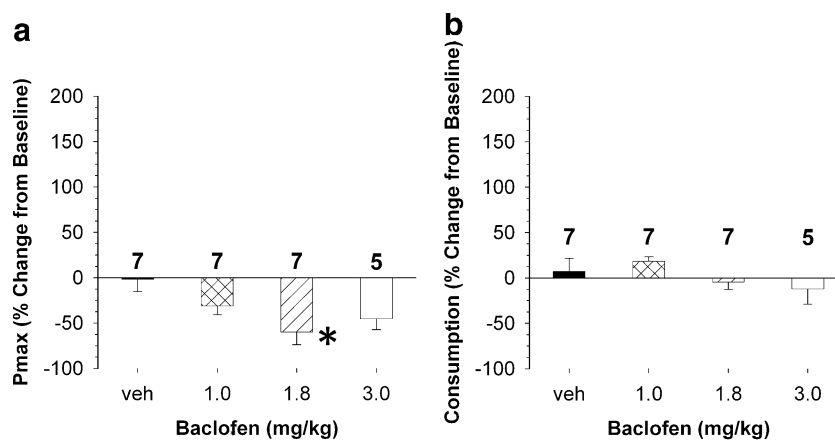 a
Pmax (% Change from Baseline)
200
150
100
50
0
-50
-100
7 7 7 5
*
veh 1.0 1.8 3.0
Baclofen (mg/kg)
b
Consumption (% Change from Baseline)
200
150
100
50
0
-50
-100
7 7 7 5
veh 1.0 1.8 3.0
Baclofen (mg/kg)